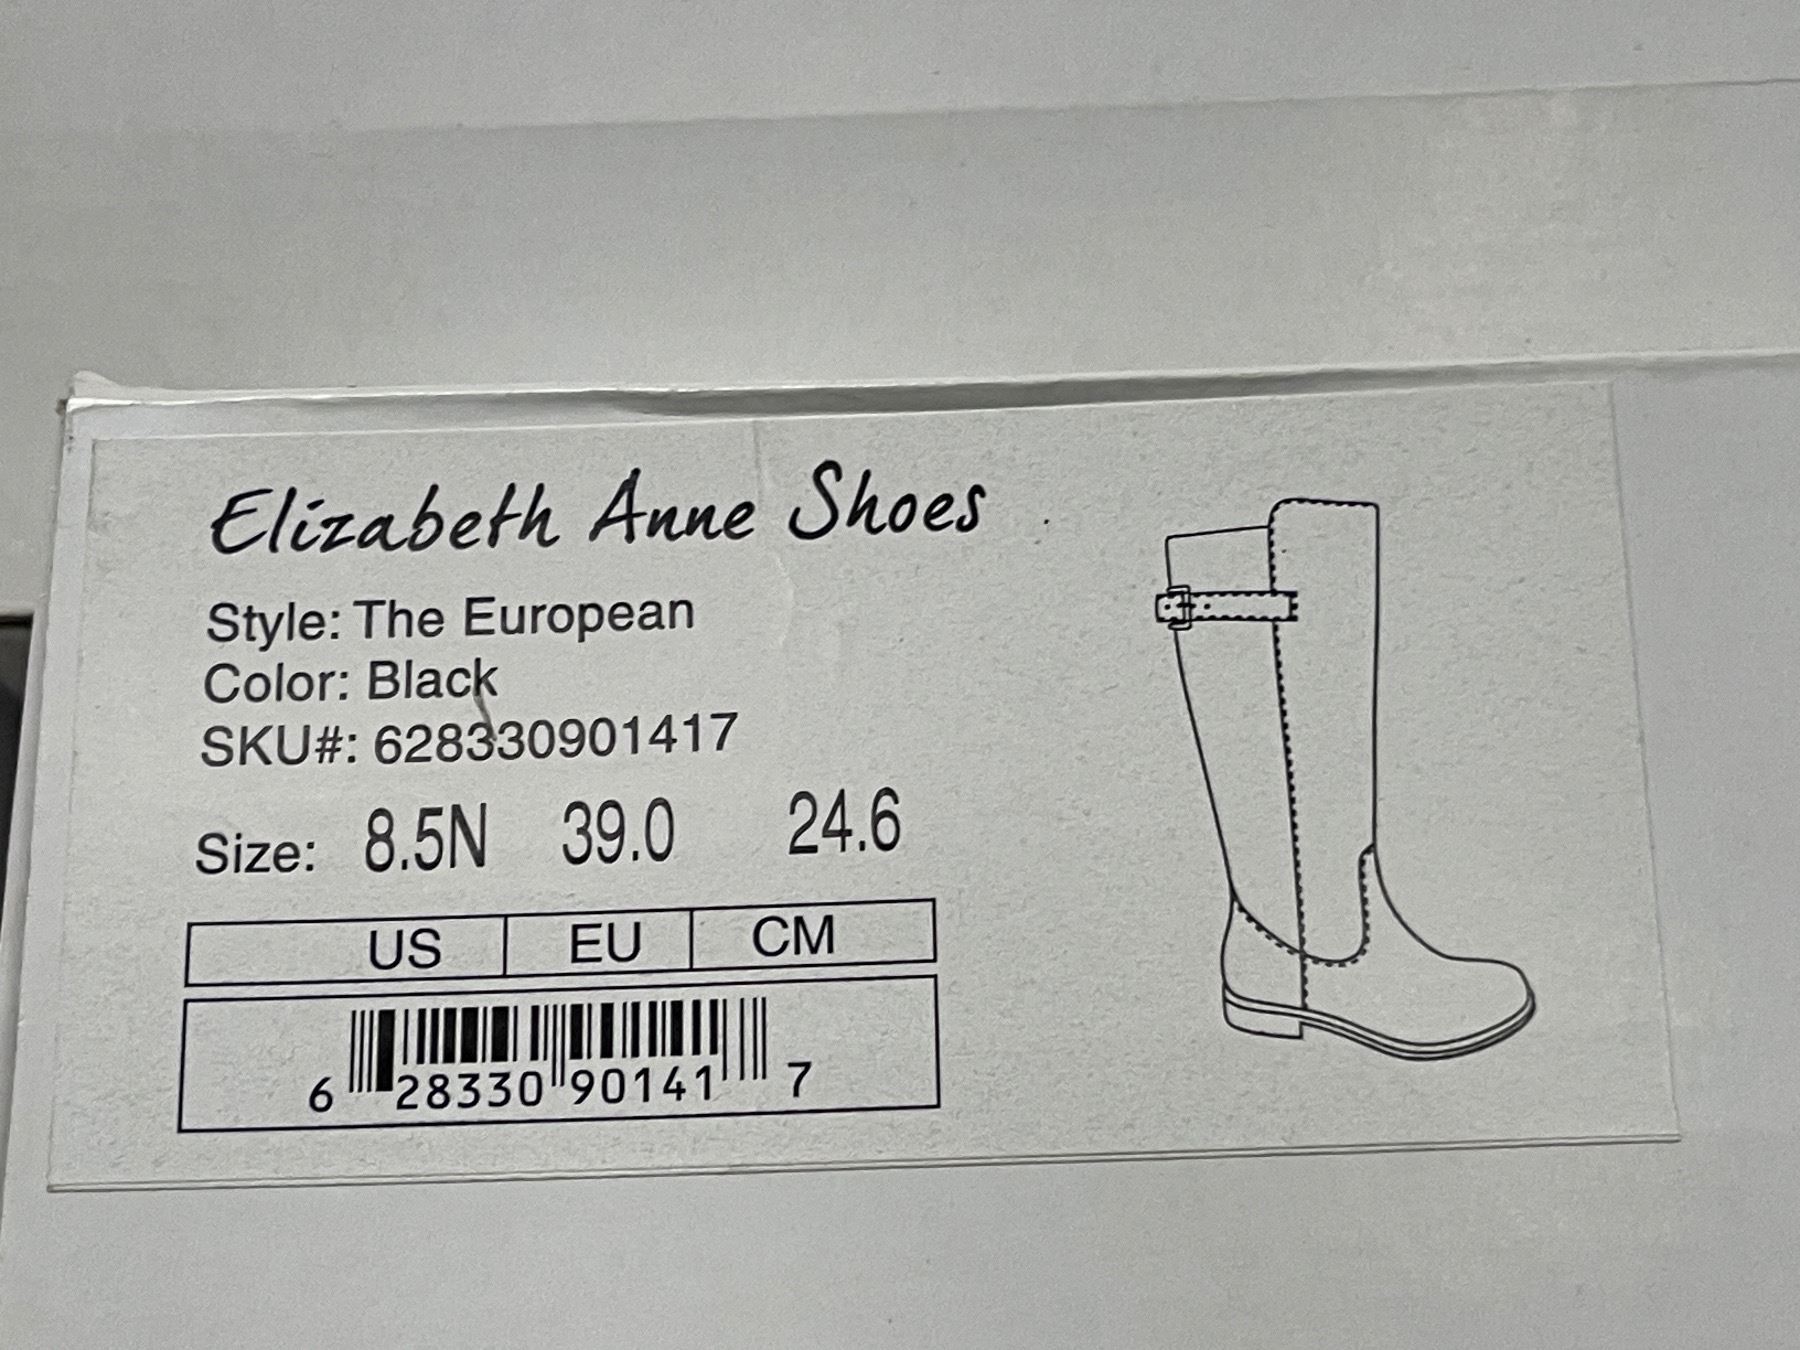 Elizabeth Anne Shoes
Style: The European
Color: Black
SKU#: 628330901417
Size: 8.5N 39.0 24.6
US EU CM
6 28330 90141 7